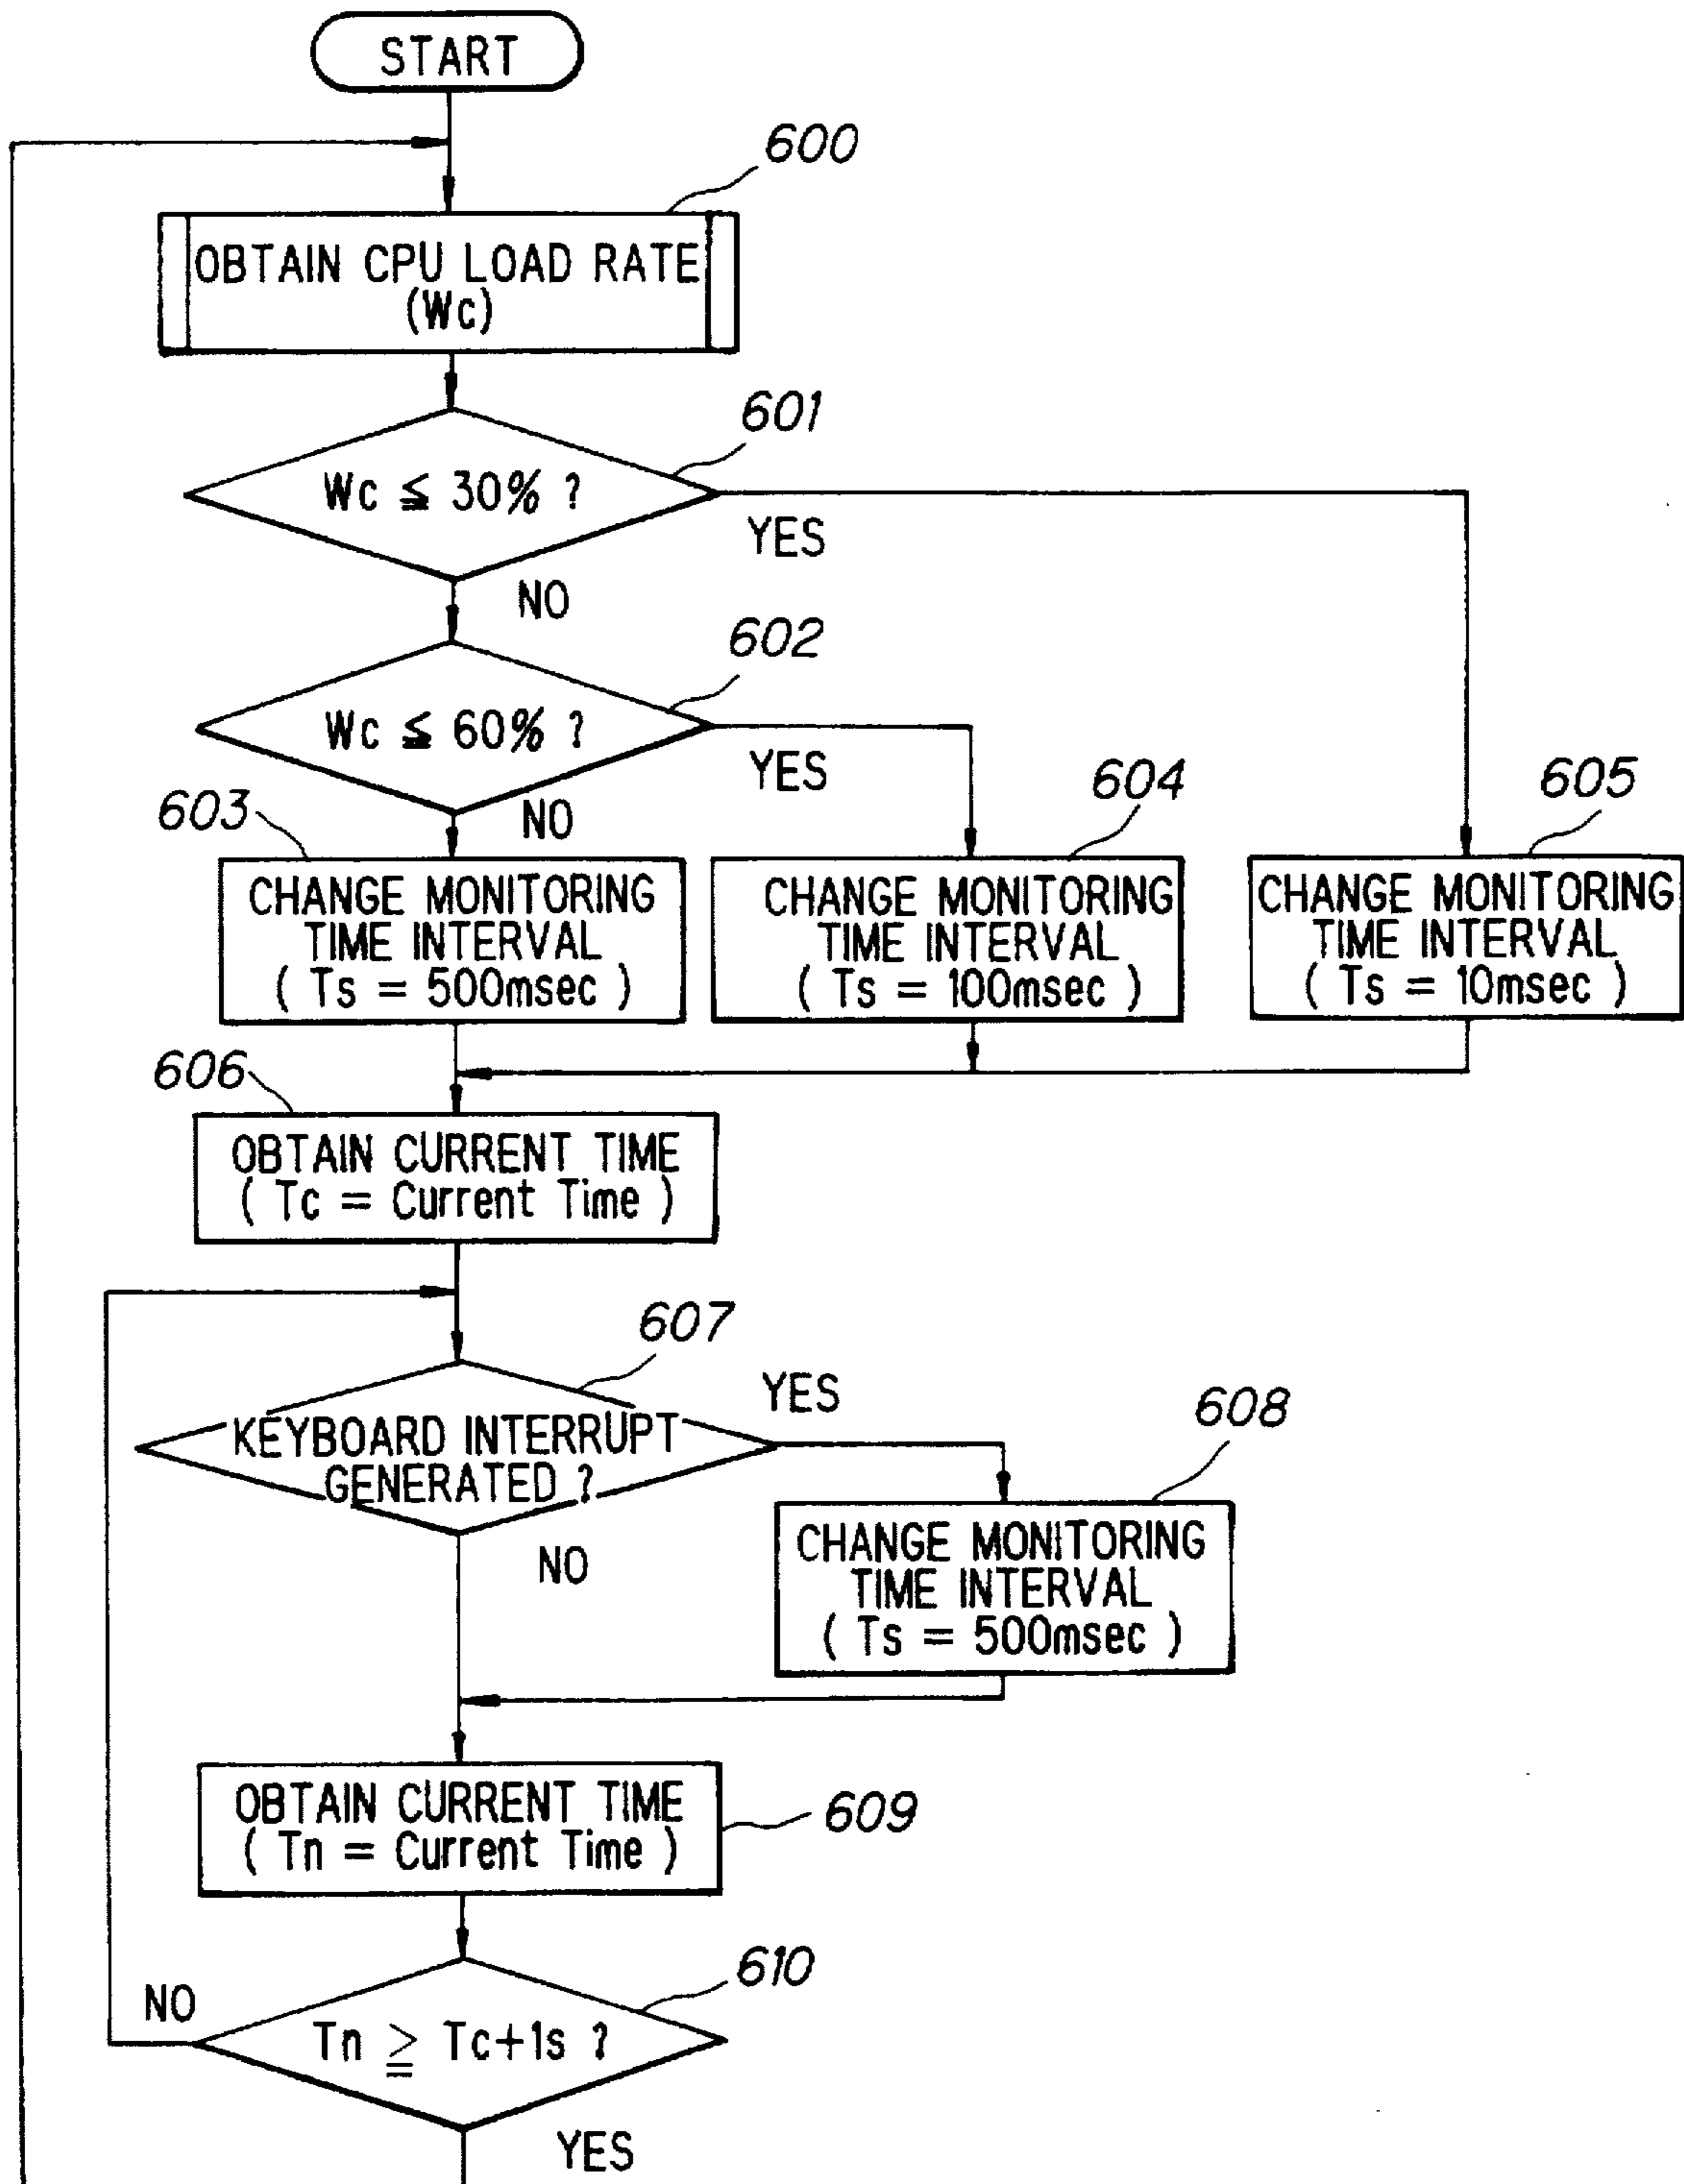 START
600
OBTAIN CPU LOAD RATE
(Wc)
601
Wc ≦ 30% ?
YES
NO
602
Wc ≦ 60% ?
YES
NO
603
604
605
CHANGE MONITORING
TIME INTERVAL
( Ts = 500msec )
CHANGE MONITORING
TIME INTERVAL
( Ts = 100msec )
CHANGE MONITORING
TIME INTERVAL
( Ts = 10msec )
606
OBTAIN CURRENT TIME
( Tc = Current Time )
607
KEYBOARD INTERRUPT
GENERATED ?
YES
NO
608
CHANGE MONITORING
TIME INTERVAL
( Ts = 500msec )
OBTAIN CURRENT TIME
( Tn = Current Time )
609
610
NO
Tn ≧ Tc+1s ?
YES